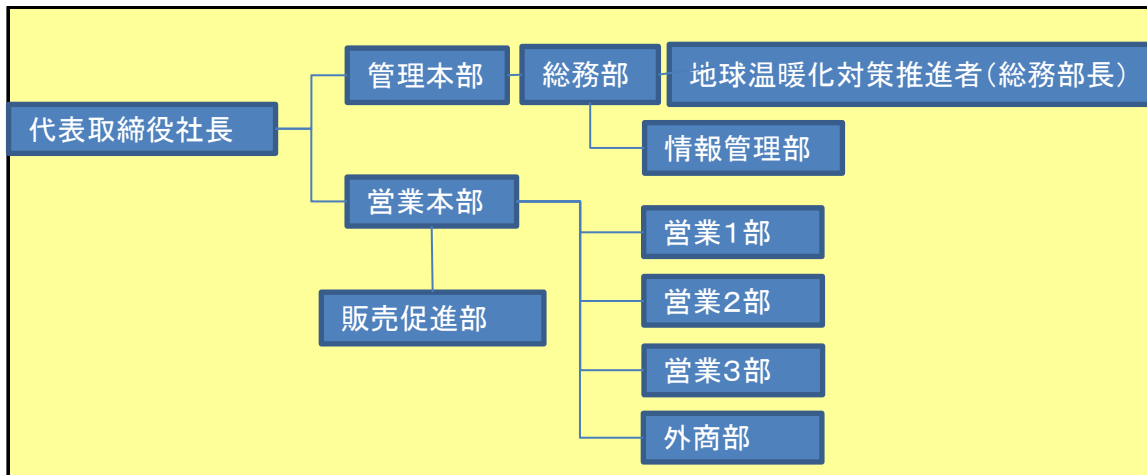 管理本部
総務部
地球温暖化対策推進者(総務部長)
代表取締役社長
情報管理部
営業本部
営業1部
営業2部
販売促進部
営業3部
外商部